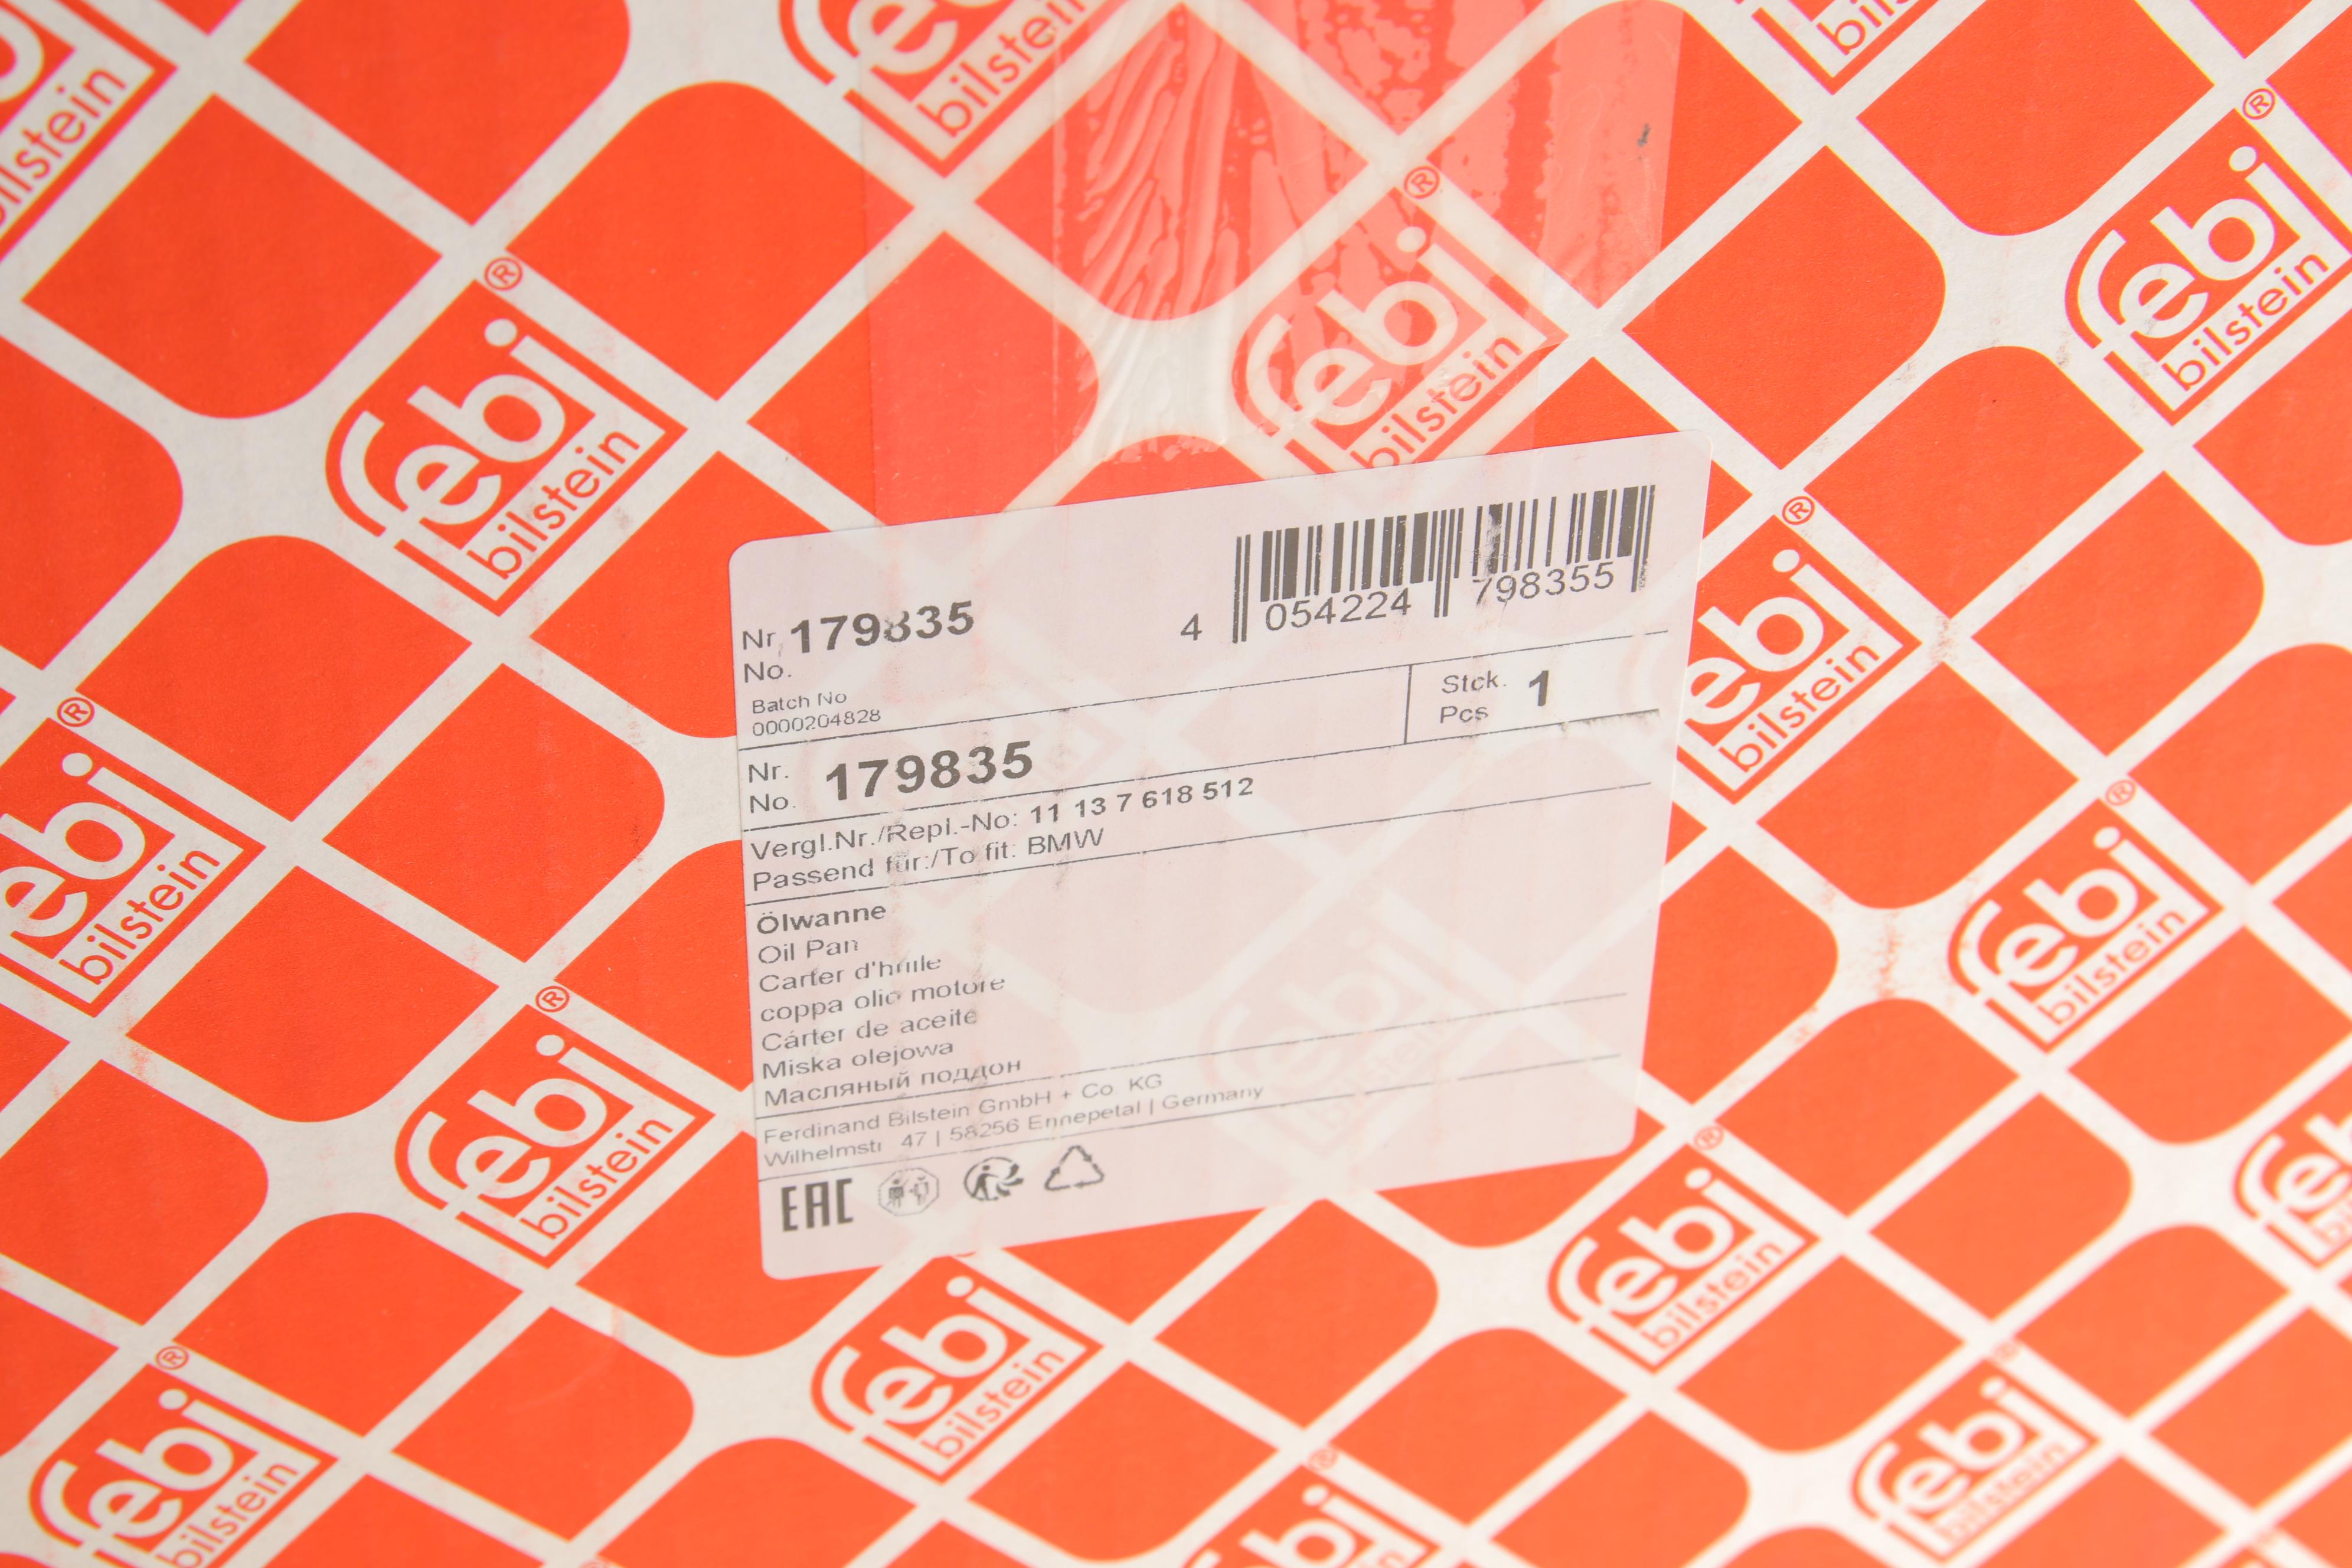 febi®
bilstein
Nr. 179835
No.
4 054224 798355
Batch No
0000204828
Stck. 1
Pcs
Nr. 179835
No.
Vergl.Nr./Repl.-No: 11 13 7 618 512
Passend für:/To fit: BMW
Ölwanne
Oil Pan
Carter d'huile
coppa olio motore
Cárter de aceite
Miska olejowa
Масляный поддон
Ferdinand Bilstein GmbH + Co. KG
Wilhelmstr. 47 | 58256 Ennepetal | Germany
EAC